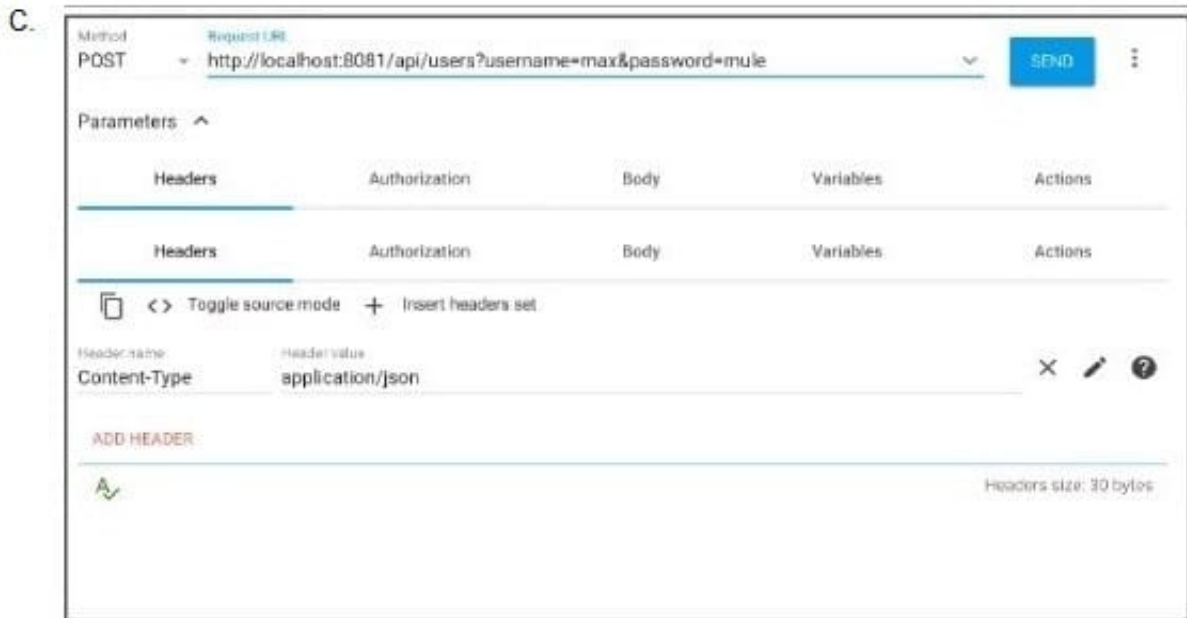 C.
Method Request URL
POST http://localhost:8081/api/users?username=max&password=mule SEND
Parameters
Headers Authorization Body Variables Actions
Headers Authorization Body Variables Actions
<> Toggle source mode + Insert headers set
Header name Header value
Content-Type application/json
ADD HEADER
A Headers size: 30 bytes